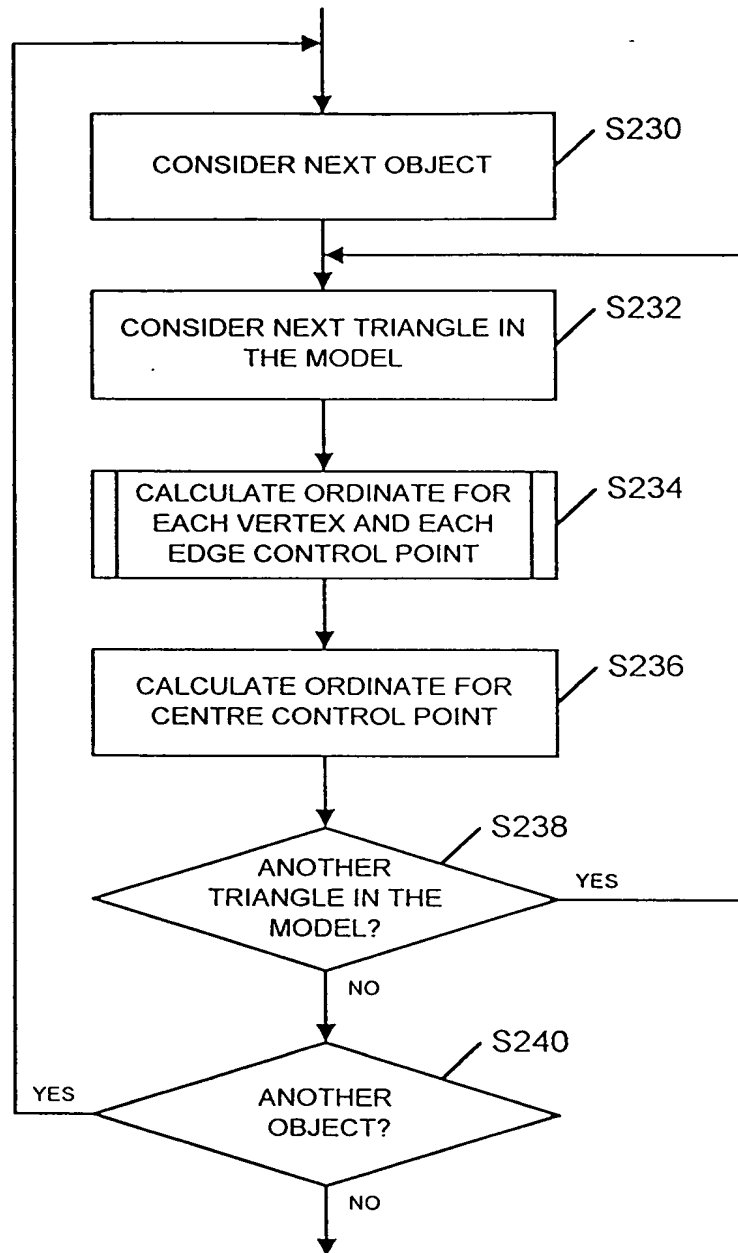 S230
CONSIDER NEXT OBJECT
S232
CONSIDER NEXT TRIANGLE IN
THE MODEL
S234
CALCULATE ORDINATE FOR
EACH VERTEX AND EACH
EDGE CONTROL POINT
S236
CALCULATE ORDINATE FOR
CENTRE CONTROL POINT
S238
ANOTHER
TRIANGLE IN THE
MODEL?
YES
NO
S240
YES
ANOTHER
OBJECT?
NO